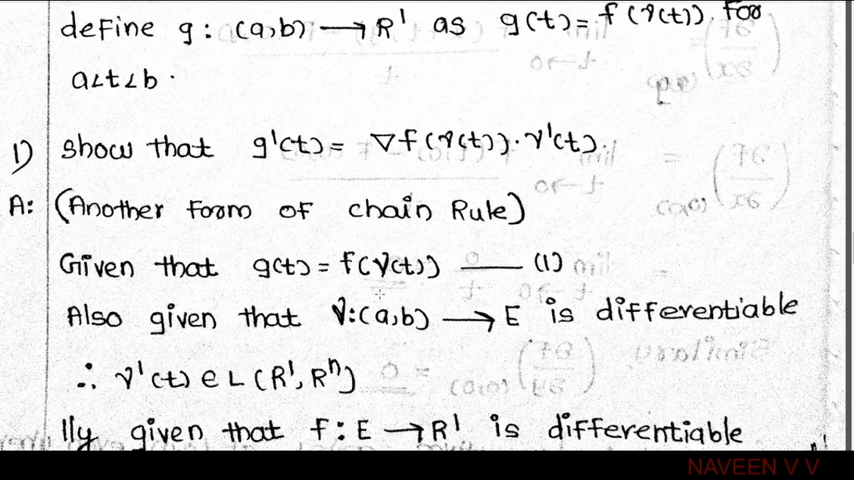 define g : (a,b) → R¹ as g(t) = f(γ(t)). For
a<t<b.
1) show that g'(t) = ∇f(γ(t))·γ'(t).
A: (Another Form of chain Rule)
Given that g(t) = f(γ(t)) —— (1)
Also given that γ:(a,b) → E is differentiable
∴ γ'(t) ∈ L(R¹, Rⁿ)
lly given that f : E → R¹ is differentiable
NAVEEN V V